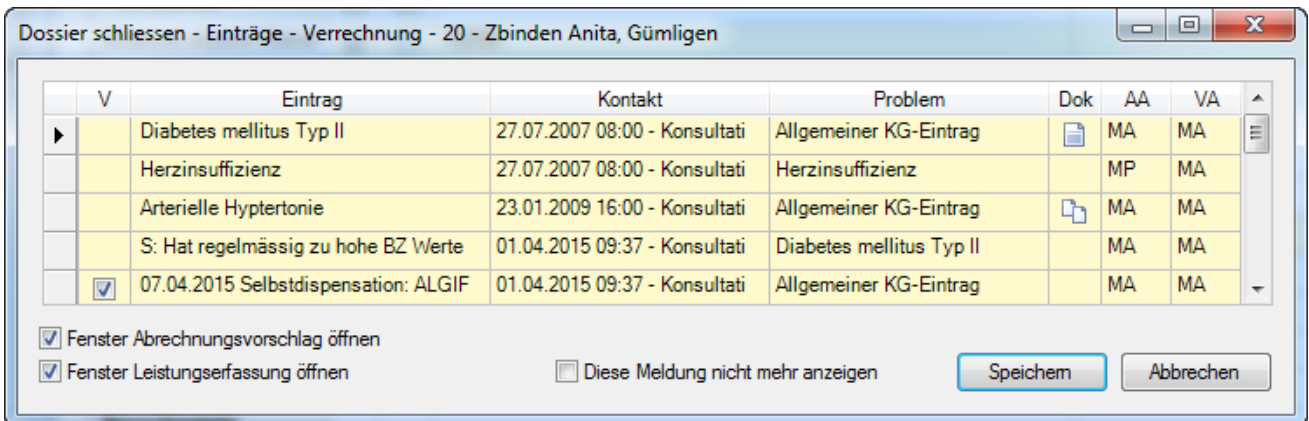 Dossier schliessen - Einträge - Verrechnung - 20 - Zbinden Anita, Gümligen
V Eintrag Kontakt Problem Dok AA VA
Diabetes mellitus Typ II 27.07.2007 08:00 - Konsultati Allgemeiner KG-Eintrag MA MA
Herzinsuffizienz 27.07.2007 08:00 - Konsultati Herzinsuffizienz MP MA
Arterielle Hyptertonie 23.01.2009 16:00 - Konsultati Allgemeiner KG-Eintrag MA MA
S: Hat regelmässig zu hohe BZ Werte 01.04.2015 09:37 - Konsultati Diabetes mellitus Typ II MA MA
07.04.2015 Selbstdispensation: ALGIF 01.04.2015 09:37 - Konsultati Allgemeiner KG-Eintrag MA MA
Fenster Abrechnungsvorschlag öffnen
Fenster Leistungserfassung öffnen Diese Meldung nicht mehr anzeigen Speichern Abbrechen